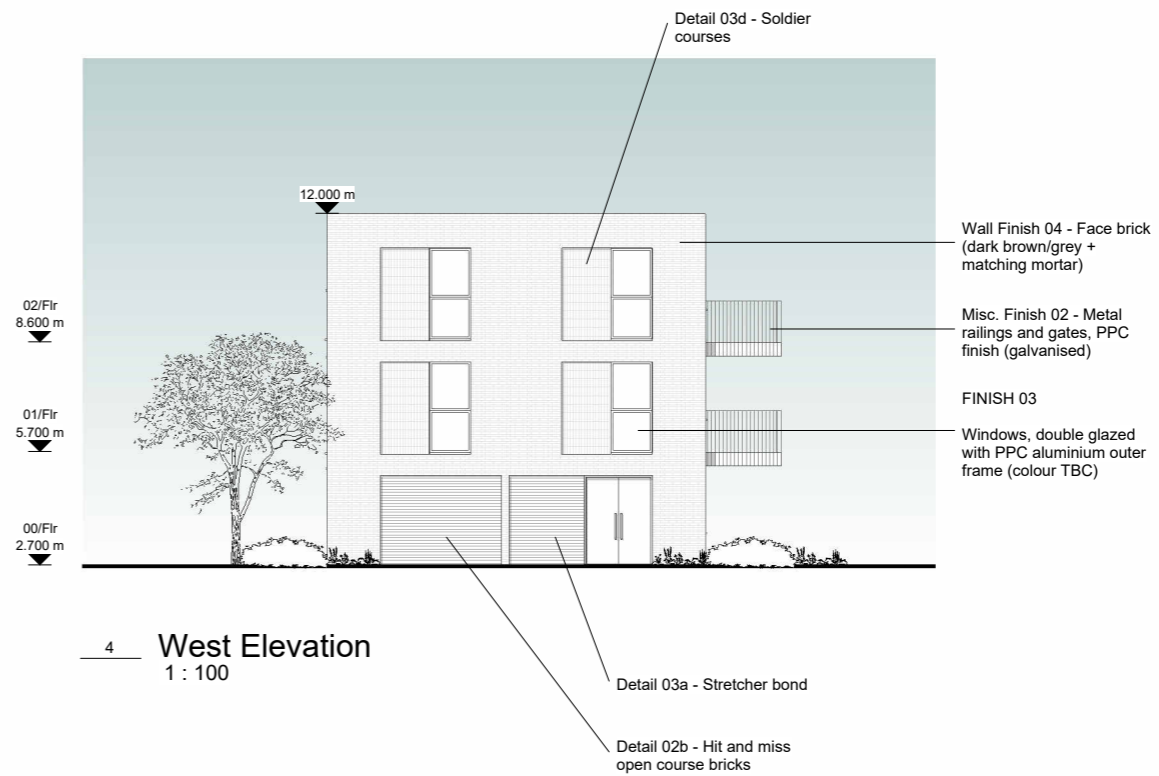 Detail 03d - Soldier
courses
12.000 m
Wall Finish 04 - Face brick
(dark brown/grey +
matching mortar)
02/Flr
8.600 m
Misc. Finish 02 - Metal
railings and gates, PPC
finish (galvanised)
FINISH 03
01/Flr
5.700 m
Windows, double glazed
with PPC aluminium outer
frame (colour TBC)
00/Flr
2.700 m
4
West Elevation
1 : 100
Detail 03a - Stretcher bond
Detail 02b - Hit and miss
open course bricks